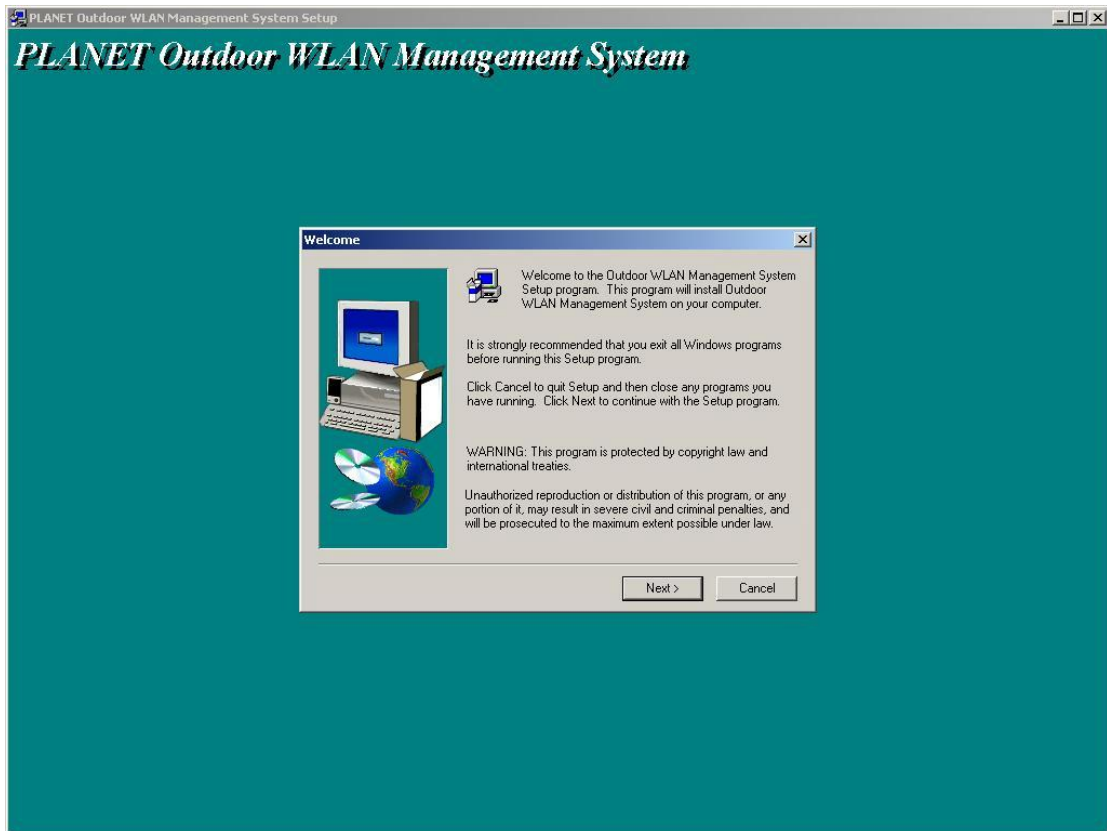 PLANET Outdoor WLAN Management System Setup
PLANET Outdoor WLAN Management System
Welcome
Welcome to the Outdoor WLAN Management System
Setup program. This program will install Outdoor
WLAN Management System on your computer.
It is strongly recommended that you exit all Windows programs
before running this Setup program.
Click Cancel to quit Setup and then close any programs you
have running. Click Next to continue with the Setup program.
WARNING: This program is protected by copyright law and
international treaties.
Unauthorized reproduction or distribution of this program, or any
portion of it, may result in severe civil and criminal penalties, and
will be prosecuted to the maximum extent possible under law.
Next >
Cancel